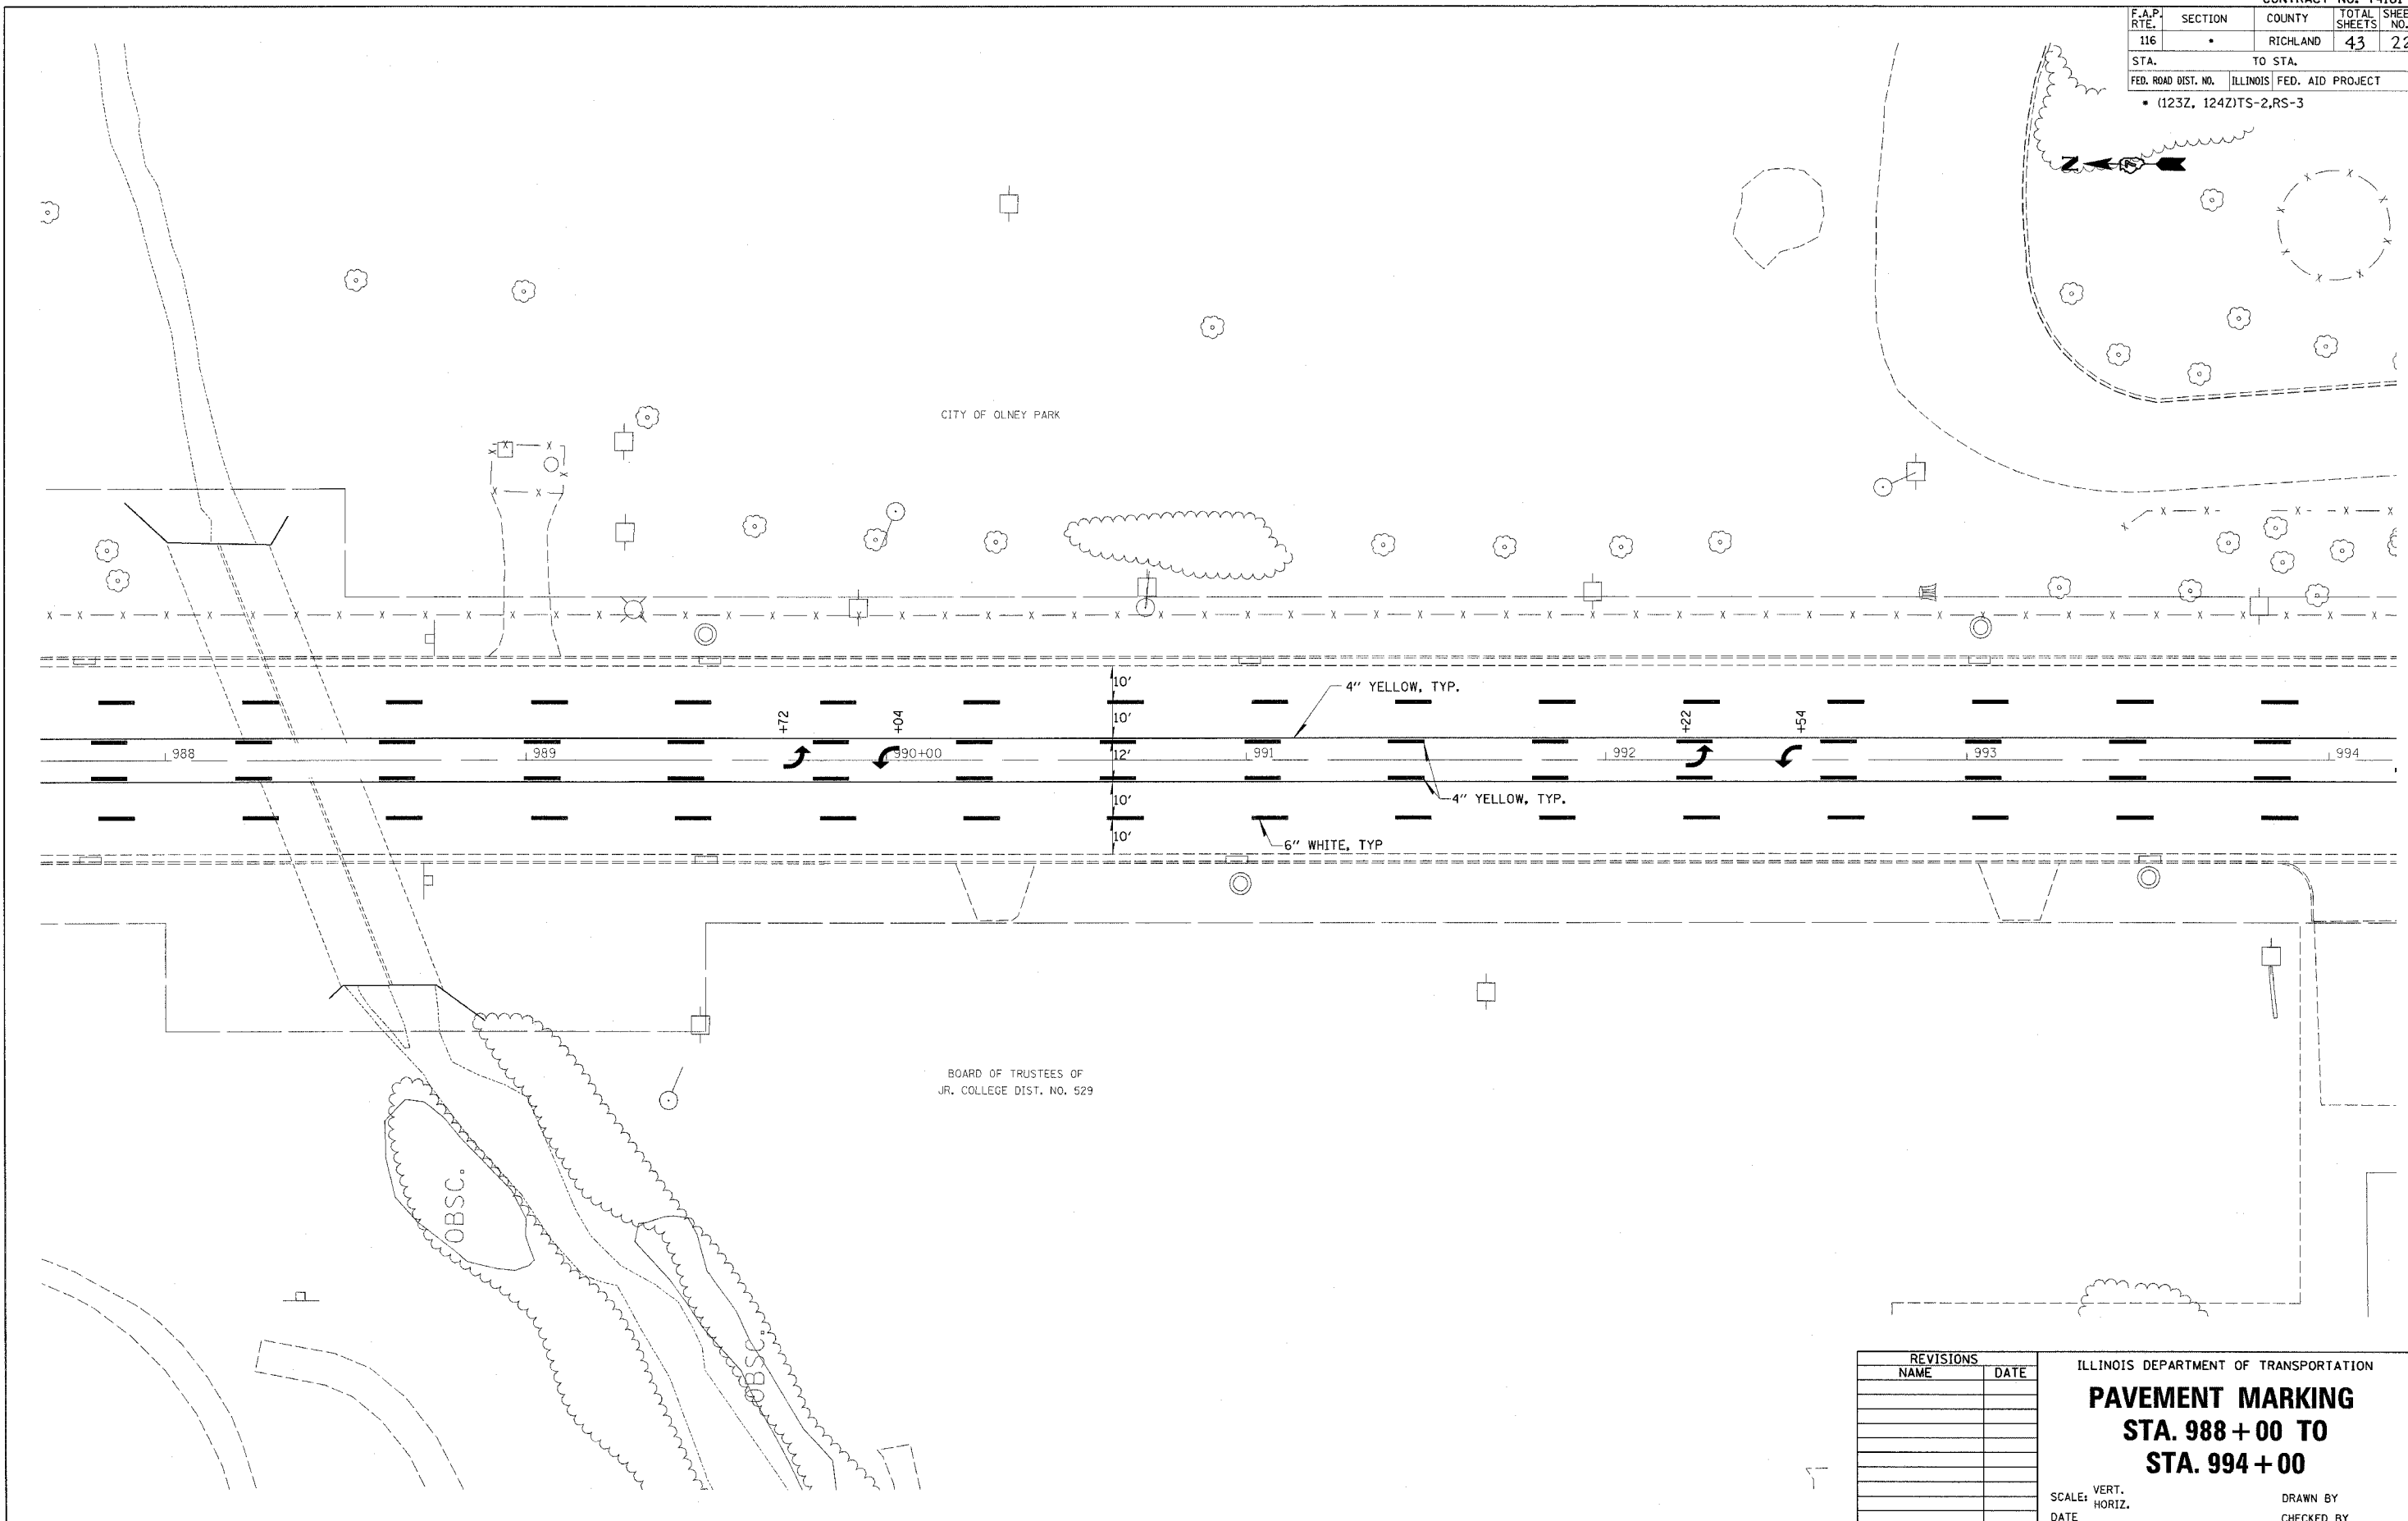 F.A.P. RTE. SECTION COUNTY TOTAL SHEETS
116 • RICHLAND 43 22
STA. TO STA.
FED. ROAD DIST. NO. ILLINOIS FED. AID PROJECT
• (123Z, 124Z)TS-2,RS-3
N
CITY OF OLNEY PARK
10'
4" YELLOW, TYP.
10'
+72
+04
+22
+54
988
989
990+00
12'
991
992
993
994
10'
4" YELLOW, TYP.
10'
6" WHITE, TYP
BOARD OF TRUSTEES OF
JR. COLLEGE DIST. NO. 529
OBSC.
OBSC.
REVISIONS
NAME DATE
ILLINOIS DEPARTMENT OF TRANSPORTATION
PAVEMENT MARKING
STA. 988+00 TO
STA. 994+00
SCALE: VERT.
HORIZ.
DRAWN BY
DATE
CHECKED BY